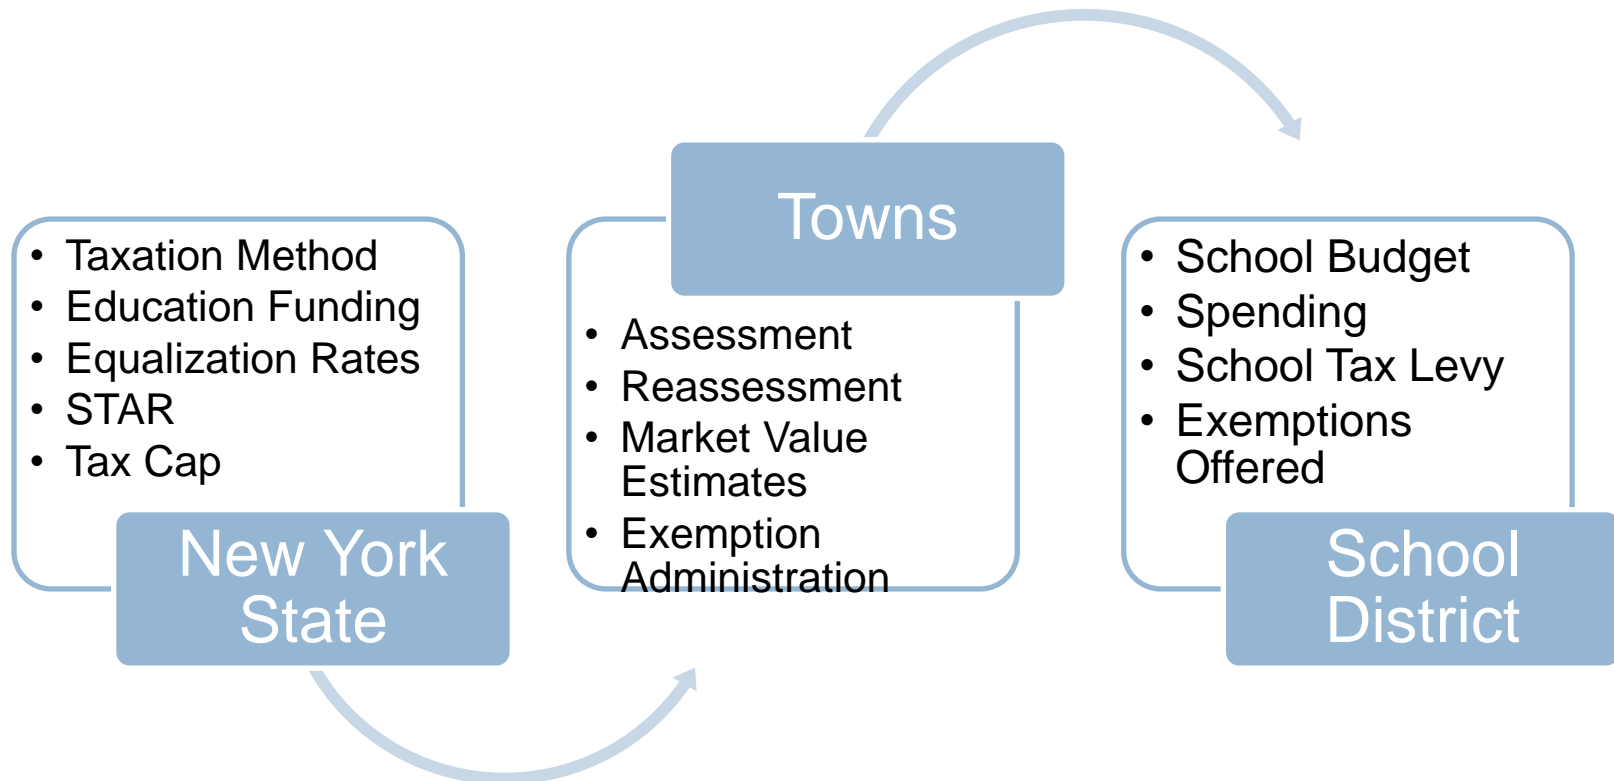 • Taxation Method
• Education Funding
• Equalization Rates
• STAR
• Tax Cap
New York
State
Towns
• Assessment
• Reassessment
• Market Value
Estimates
• Exemption
Administration
• School Budget
• Spending
• School Tax Levy
• Exemptions
Offered
School
District